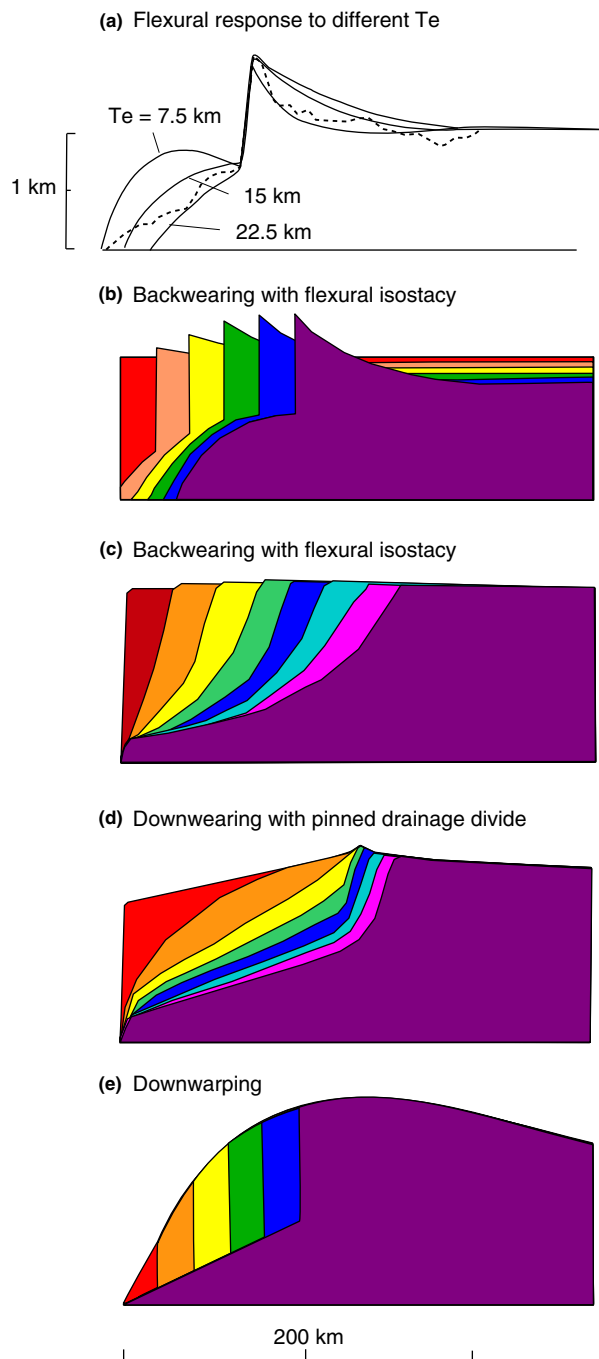 (a) Flexural response to different Te
Te = 7.5 km
1 km
15 km
22.5 km
(b) Backwearing with flexural isostacy
(c) Backwearing with flexural isostacy
(d) Downwearing with pinned drainage divide
(e) Downwarping
200 km